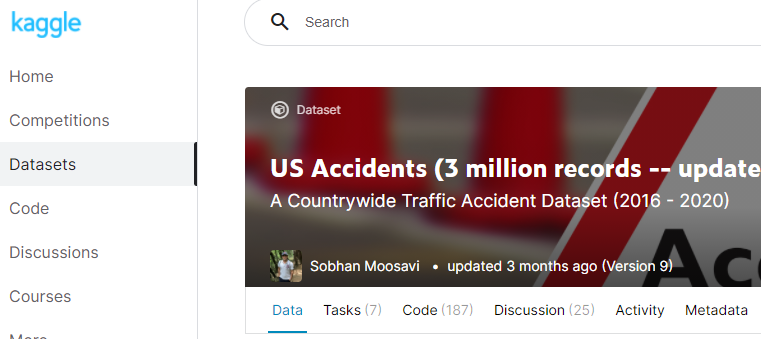 kaggle
Search
Home
Competitions
Datasets
Code
Discussions
Courses
Dataset
US Accidents (3 million records -- update
A Countrywide Traffic Accident Dataset (2016 - 2020)
Acc
Sobhan Moosavi • updated 3 months ago (Version 9)
Data Tasks (7) Code (187) Discussion (25) Activity Metadata
More